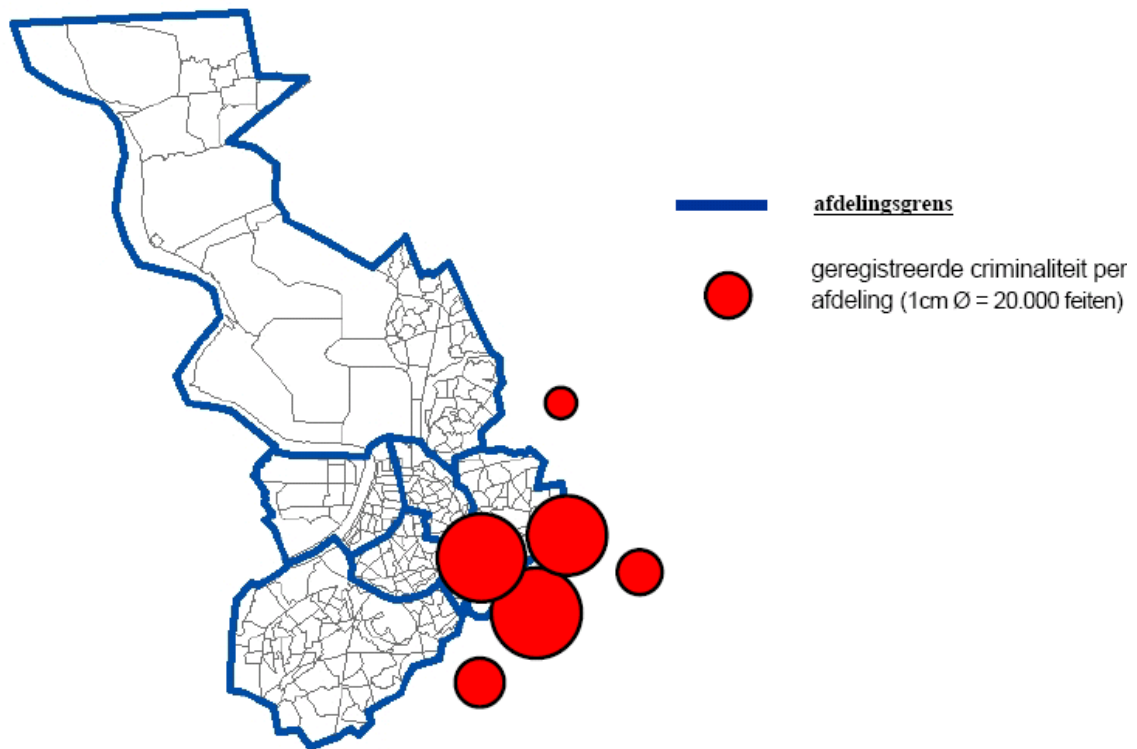 afdelingsgrens
geregistreerde criminaliteit per
afdeling (1cm Ø = 20.000 feiten)